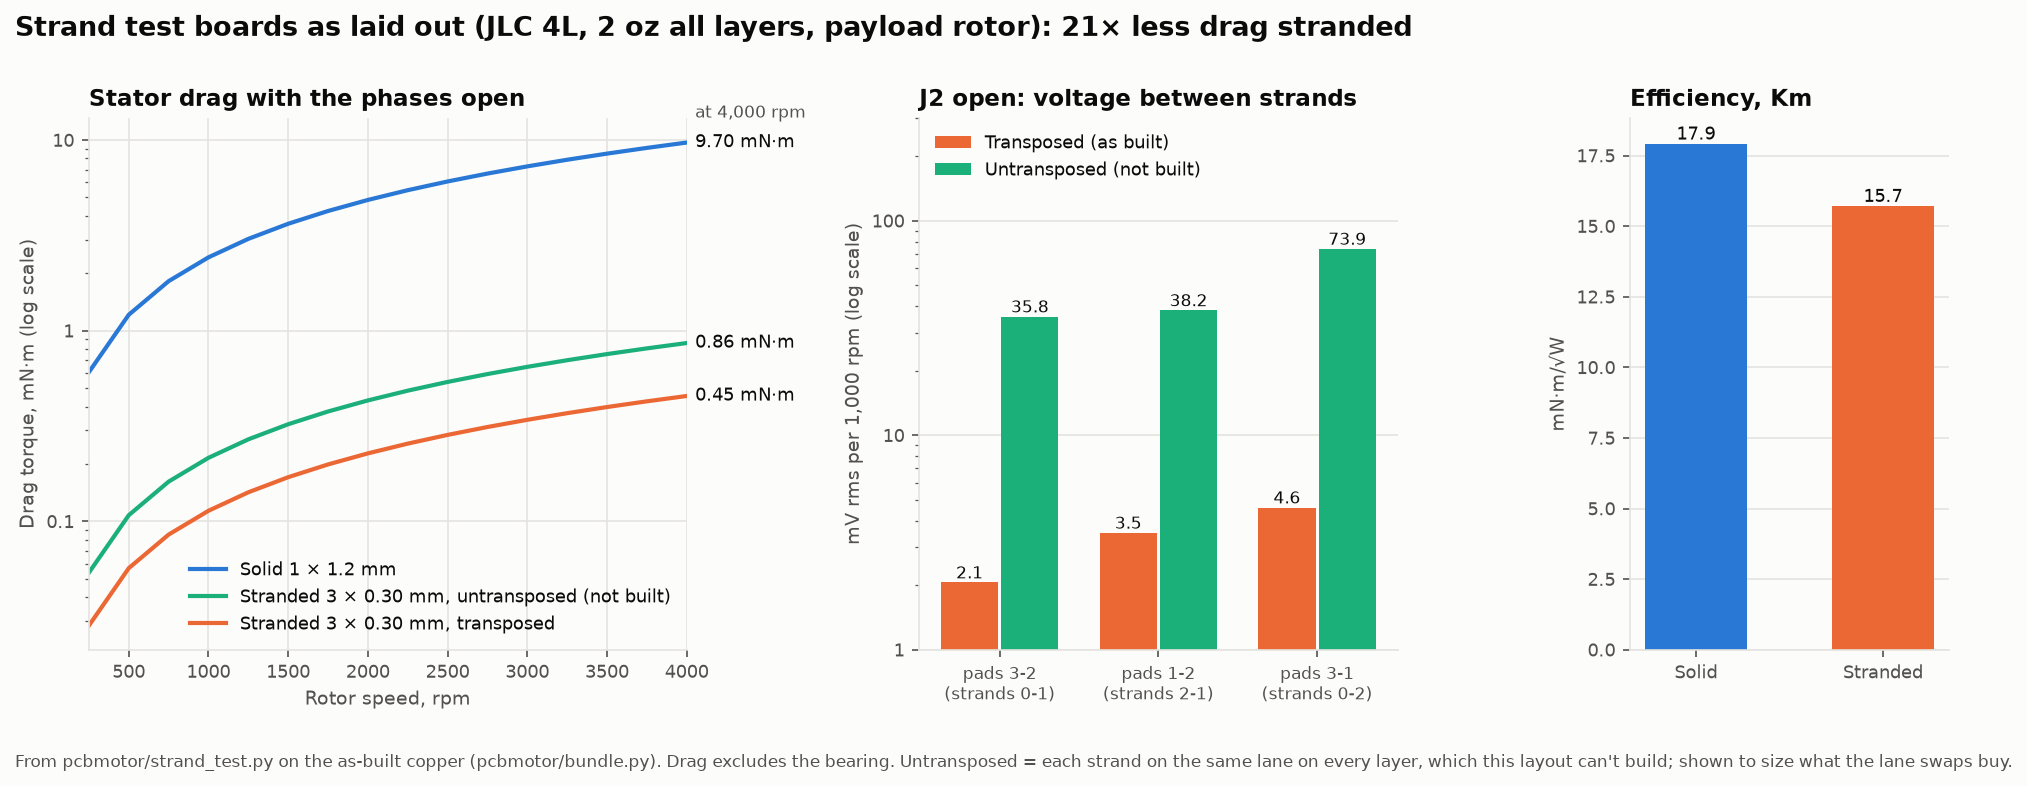 Strand test boards as laid out (JLC 4L, 2 oz all layers, payload rotor): 21× less drag stranded
Stator drag with the phases open
at 4,000 rpm
9.70 mN·m
0.86 mN·m
0.45 mN·m
10
1
0.1
Drag torque, mN·m (log scale)
Solid 1 × 1.2 mm
Stranded 3 × 0.30 mm, untransposed (not built)
Stranded 3 × 0.30 mm, transposed
500 1000 1500 2000 2500 3000 3500 4000
Rotor speed, rpm
J2 open: voltage between strands
Transposed (as built)
Untransposed (not built)
100
10
1
mV rms per 1,000 rpm (log scale)
2.1 35.8 3.5 38.2 4.6 73.9
pads 3-2 pads 1-2 pads 3-1
(strands 0-1) (strands 2-1) (strands 0-2)
Efficiency, Km
17.9
15.7
17.5
15.0
12.5
10.0
7.5
5.0
2.5
0.0
mN·m/√W
Solid Stranded
From pcbmotor/strand_test.py on the as-built copper (pcbmotor/bundle.py). Drag excludes the bearing. Untransposed = each strand on the same lane on every layer, which this layout can't build; shown to size what the lane swaps buy.